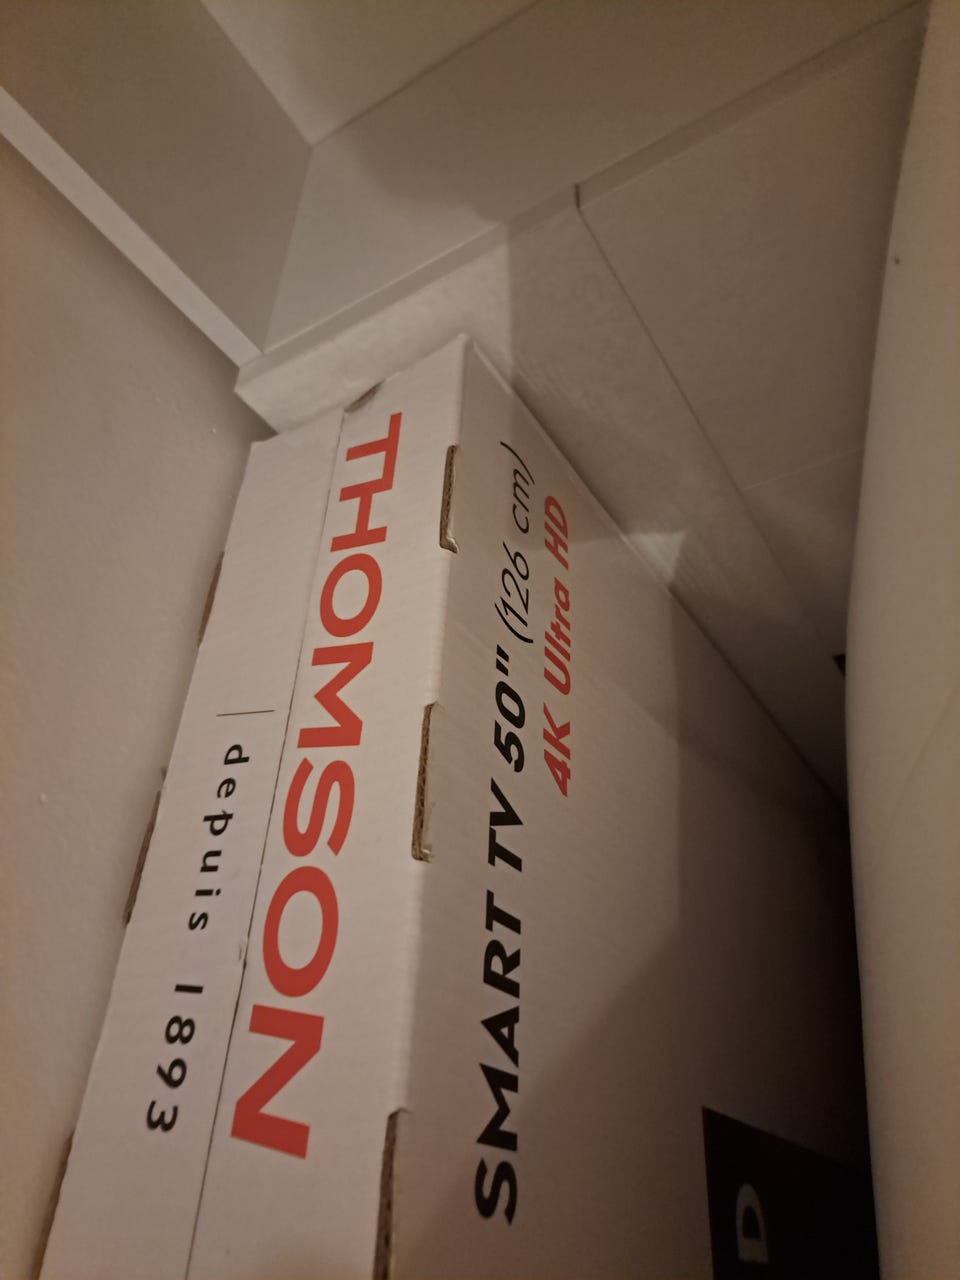 THOMSON
depuis 1893
SMART TV 50" (126 cm)
4K Ultra HD
D